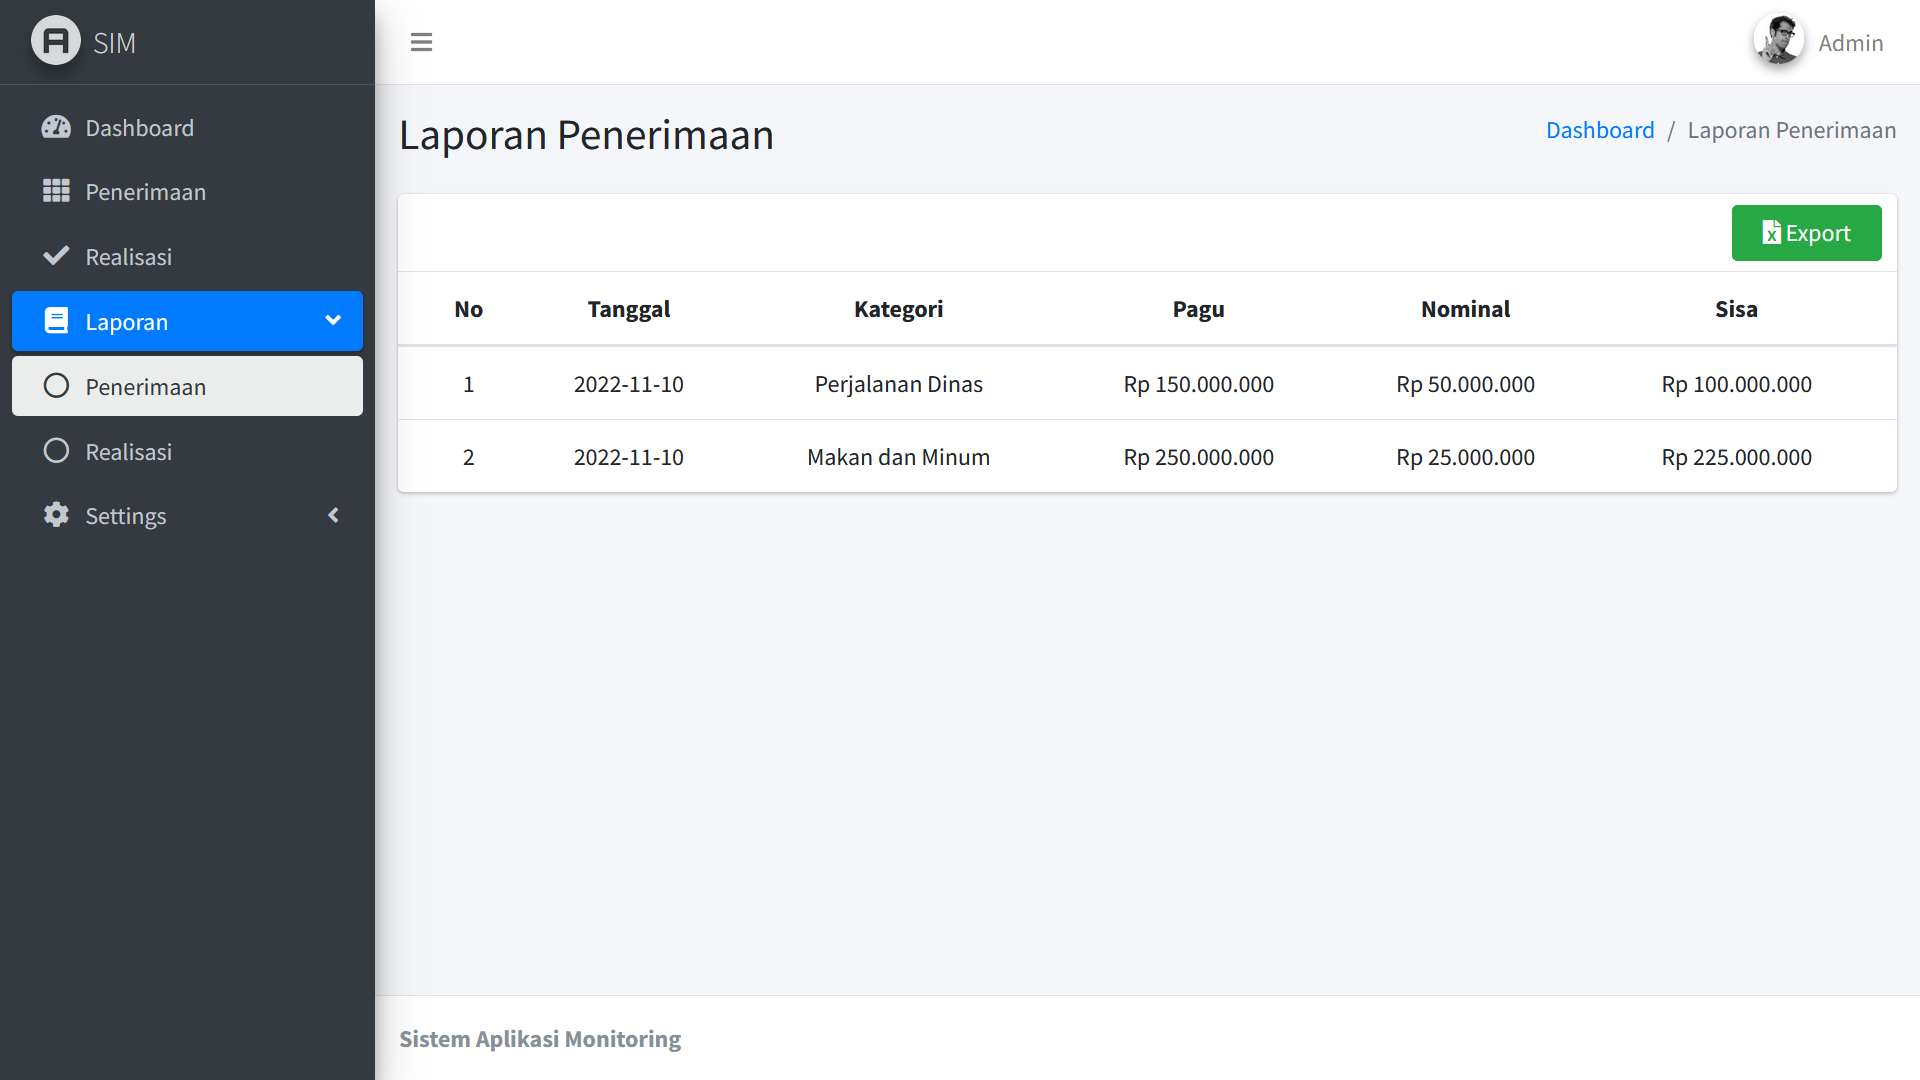 SIM
Admin
Dashboard
Penerimaan
Realisasi
Laporan
Penerimaan
Realisasi
Settings
Laporan Penerimaan
Dashboard / Laporan Penerimaan
Export
No Tanggal Kategori Pagu Nominal Sisa
1 2022-11-10 Perjalanan Dinas Rp 150.000.000 Rp 50.000.000 Rp 100.000.000
2 2022-11-10 Makan dan Minum Rp 250.000.000 Rp 25.000.000 Rp 225.000.000
Sistem Aplikasi Monitoring